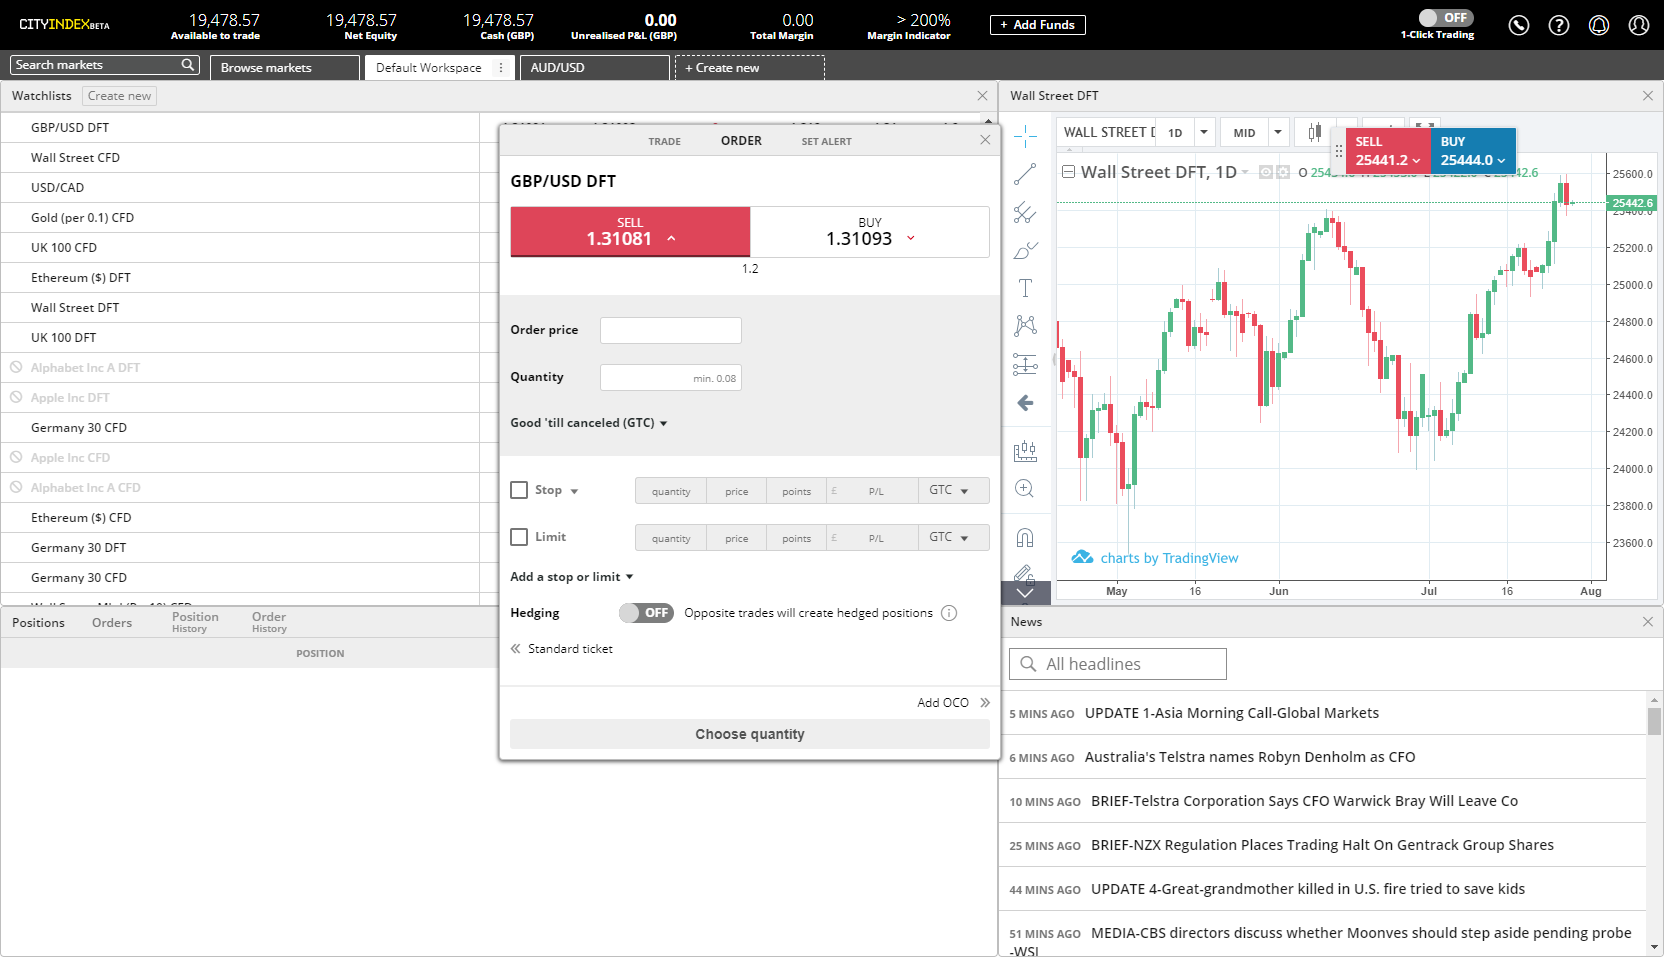 CITYINDEX BETA
19,478.57
Available to trade
19,478.57
Net Equity
19,478.57
Cash (GBP)
0.00
Unrealised P&L (GBP)
0.00
Total Margin
> 200%
Margin Indicator
+ Add Funds
OFF
1-Click Trading
Search markets
Browse markets
Default Workspace
AUD/USD
+ Create new
Watchlists
Create new
GBP/USD DFT
Wall Street CFD
USD/CAD
Gold (per 0.1) CFD
UK 100 CFD
Ethereum ($) DFT
Wall Street DFT
UK 100 DFT
Alphabet Inc A DFT
Apple Inc DFT
Germany 30 CFD
Apple Inc CFD
Alphabet Inc A CFD
Ethereum ($) CFD
Germany 30 DFT
Germany 30 CFD
Positions
Orders
Position
History
Order
History
POSITION
TRADE
ORDER
SET ALERT
GBP/USD DFT
SELL
1.31081
BUY
1.31093
1.2
Order price
Quantity
min. 0.08
Good 'till canceled (GTC)
Stop
quantity
price
points
£
P/L
GTC
Limit
quantity
price
points
£
P/L
GTC
Add a stop or limit
Hedging
OFF
Opposite trades will create hedged positions
Standard ticket
Add OCO
Choose quantity
Wall Street DFT
WALL STREET
1D
MID
SELL
25441.2
BUY
25444.0
Wall Street DFT, 1D
O
25600.0
25442.6
25400.0
25200.0
25000.0
24800.0
24600.0
24400.0
24200.0
24000.0
23800.0
23600.0
charts by TradingView
May
16
Jun
Jul
16
Aug
News
All headlines
5 MINS AGO UPDATE 1-Asia Morning Call-Global Markets
6 MINS AGO Australia's Telstra names Robyn Denholm as CFO
10 MINS AGO BRIEF-Telstra Corporation Says CFO Warwick Bray Will Leave Co
25 MINS AGO BRIEF-NZX Regulation Places Trading Halt On Gentrack Group Shares
44 MINS AGO UPDATE 4-Great-grandmother killed in U.S. fire tried to save kids
51 MINS AGO MEDIA-CBS directors discuss whether Moonves should step aside pending probe
-WSJ